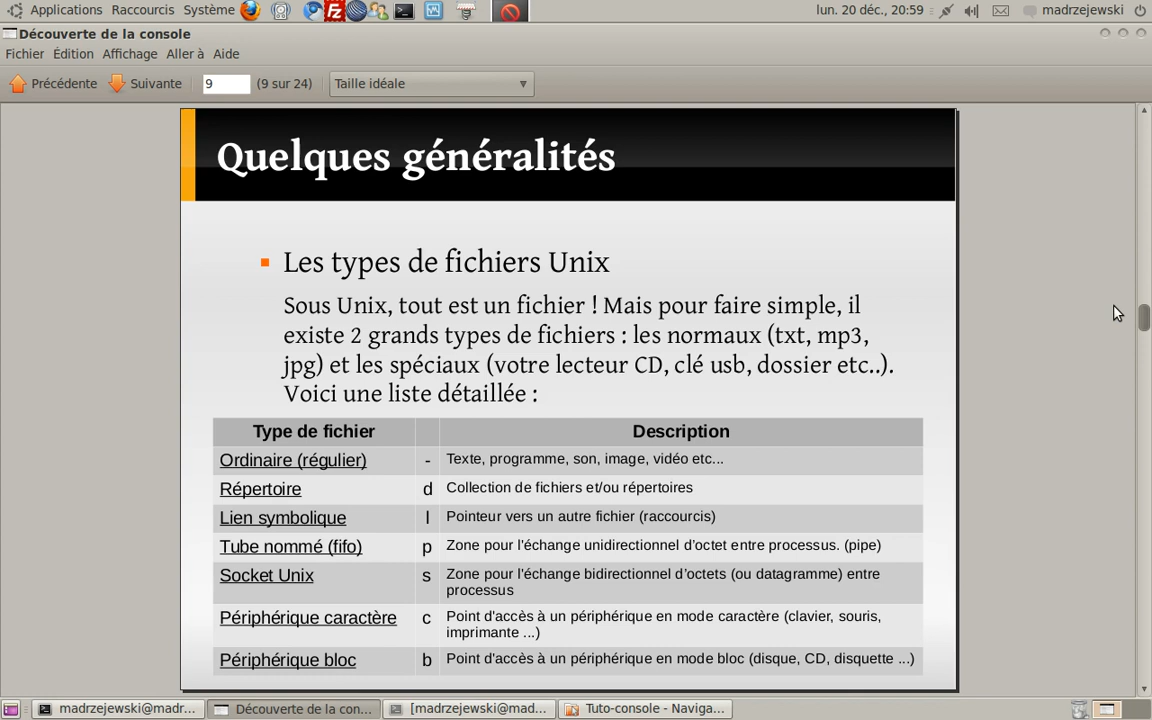 Applications Raccourcis Système lun. 20 déc., 20:59 madrzejewski
Découverte de la console
Fichier Édition Affichage Aller à Aide
Précédente Suivante 9 (9 sur 24) Taille idéale
Quelques généralités
Les types de fichiers Unix
Sous Unix, tout est un fichier ! Mais pour faire simple, il
existe 2 grands types de fichiers : les normaux (txt, mp3,
jpg) et les spéciaux (votre lecteur CD, clé usb, dossier etc..).
Voici une liste détaillée :
Type de fichier Description
Ordinaire (régulier) - Texte, programme, son, image, vidéo etc...
Répertoire d Collection de fichiers et/ou répertoires
Lien symbolique l Pointeur vers un autre fichier (raccourcis)
Tube nommé (fifo) p Zone pour l'échange unidirectionnel d'octet entre processus. (pipe)
Socket Unix s Zone pour l'échange bidirectionnel d'octets (ou datagramme) entre
processus
Périphérique caractère c Point d'accès à un périphérique en mode caractère (clavier, souris,
imprimante ...)
Périphérique bloc b Point d'accès à un périphérique en mode bloc (disque, CD, disquette ...)
madrzejewski@madr... Découverte de la con... [madrzejewski@mad... Tuto-console - Naviga...